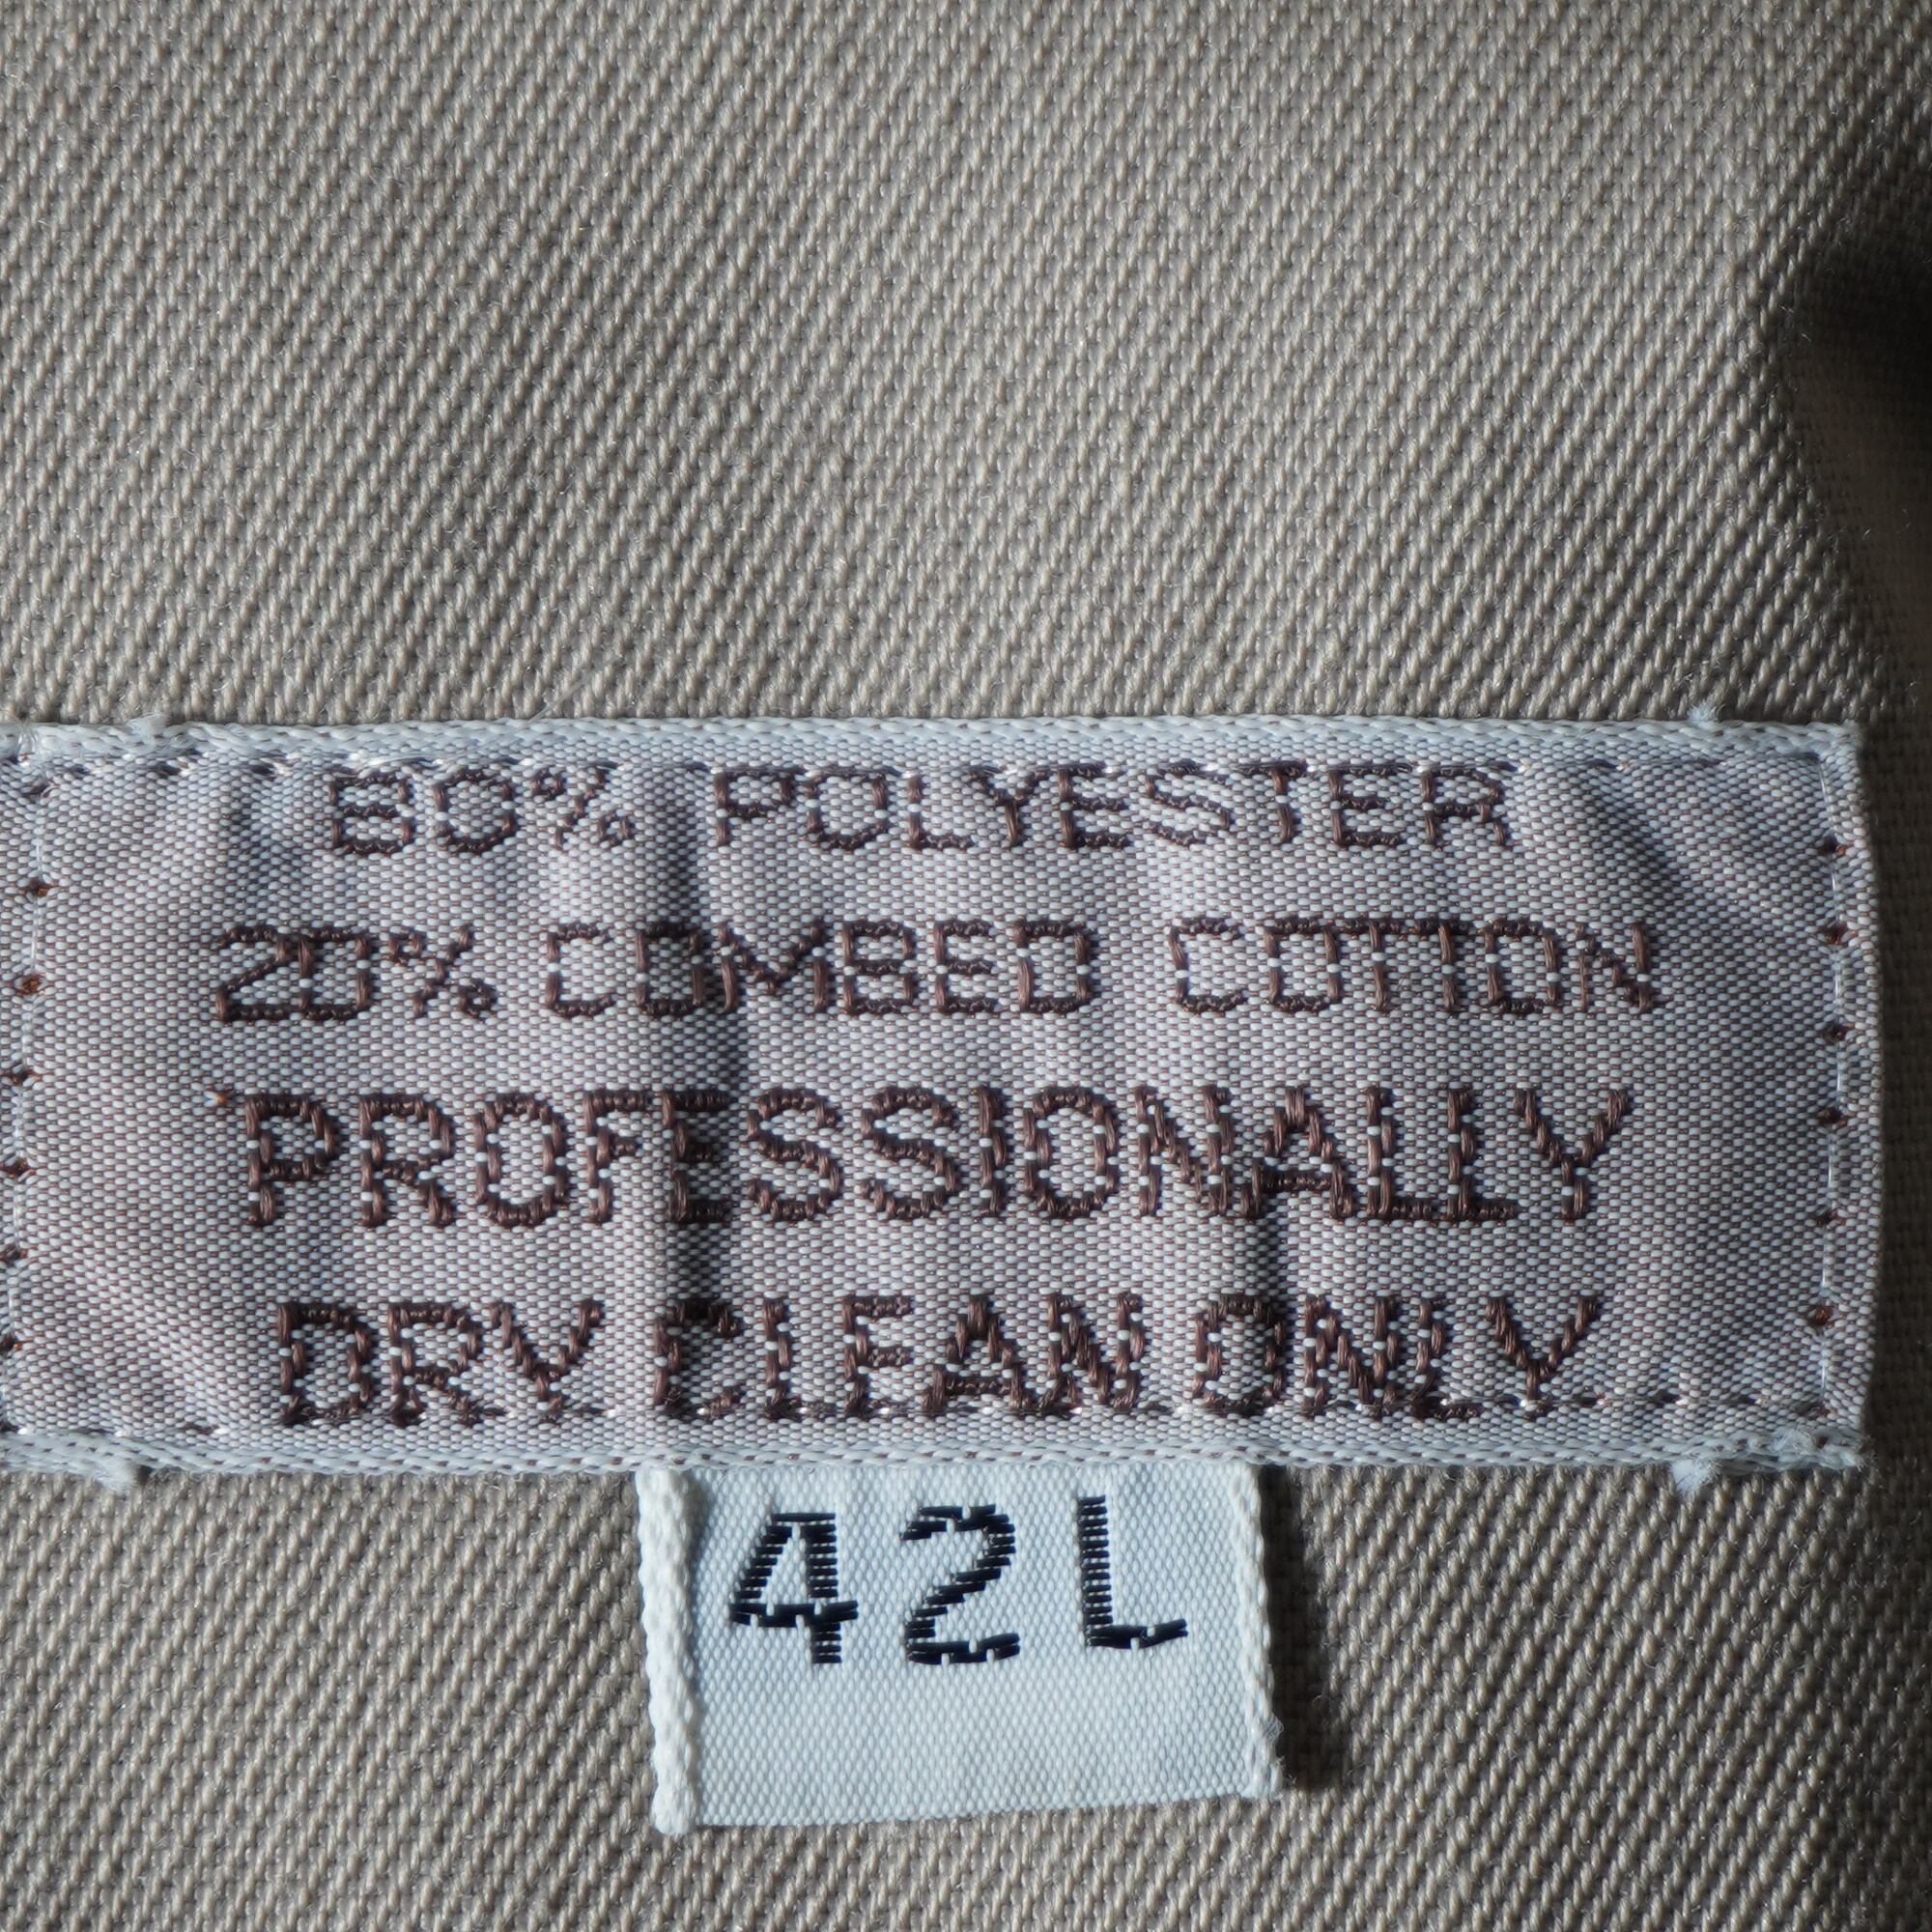 80% POLYESTER
20% COMBED COTTON
PROFESSIONALLY
DRY CLEAN ONLY
42L